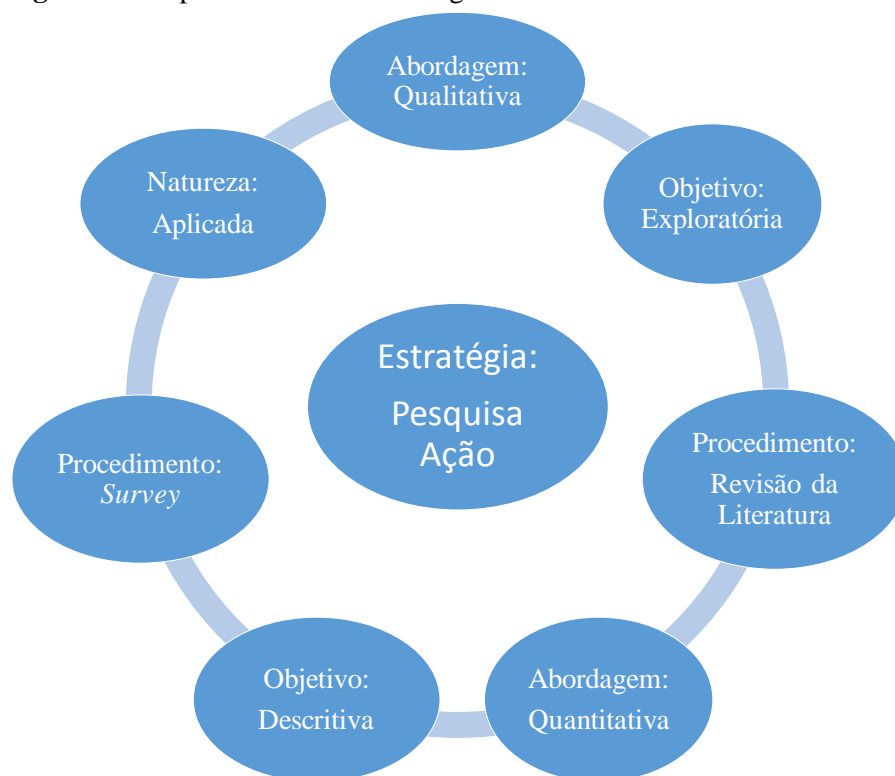 Abordagem:
Qualitativa
Objetivo:
Exploratória
Procedimento:
Revisão da
Literatura
Abordagem:
Quantitativa
Objetivo:
Descritiva
Procedimento:
Survey
Natureza:
Aplicada
Estratégia:
Pesquisa
Ação